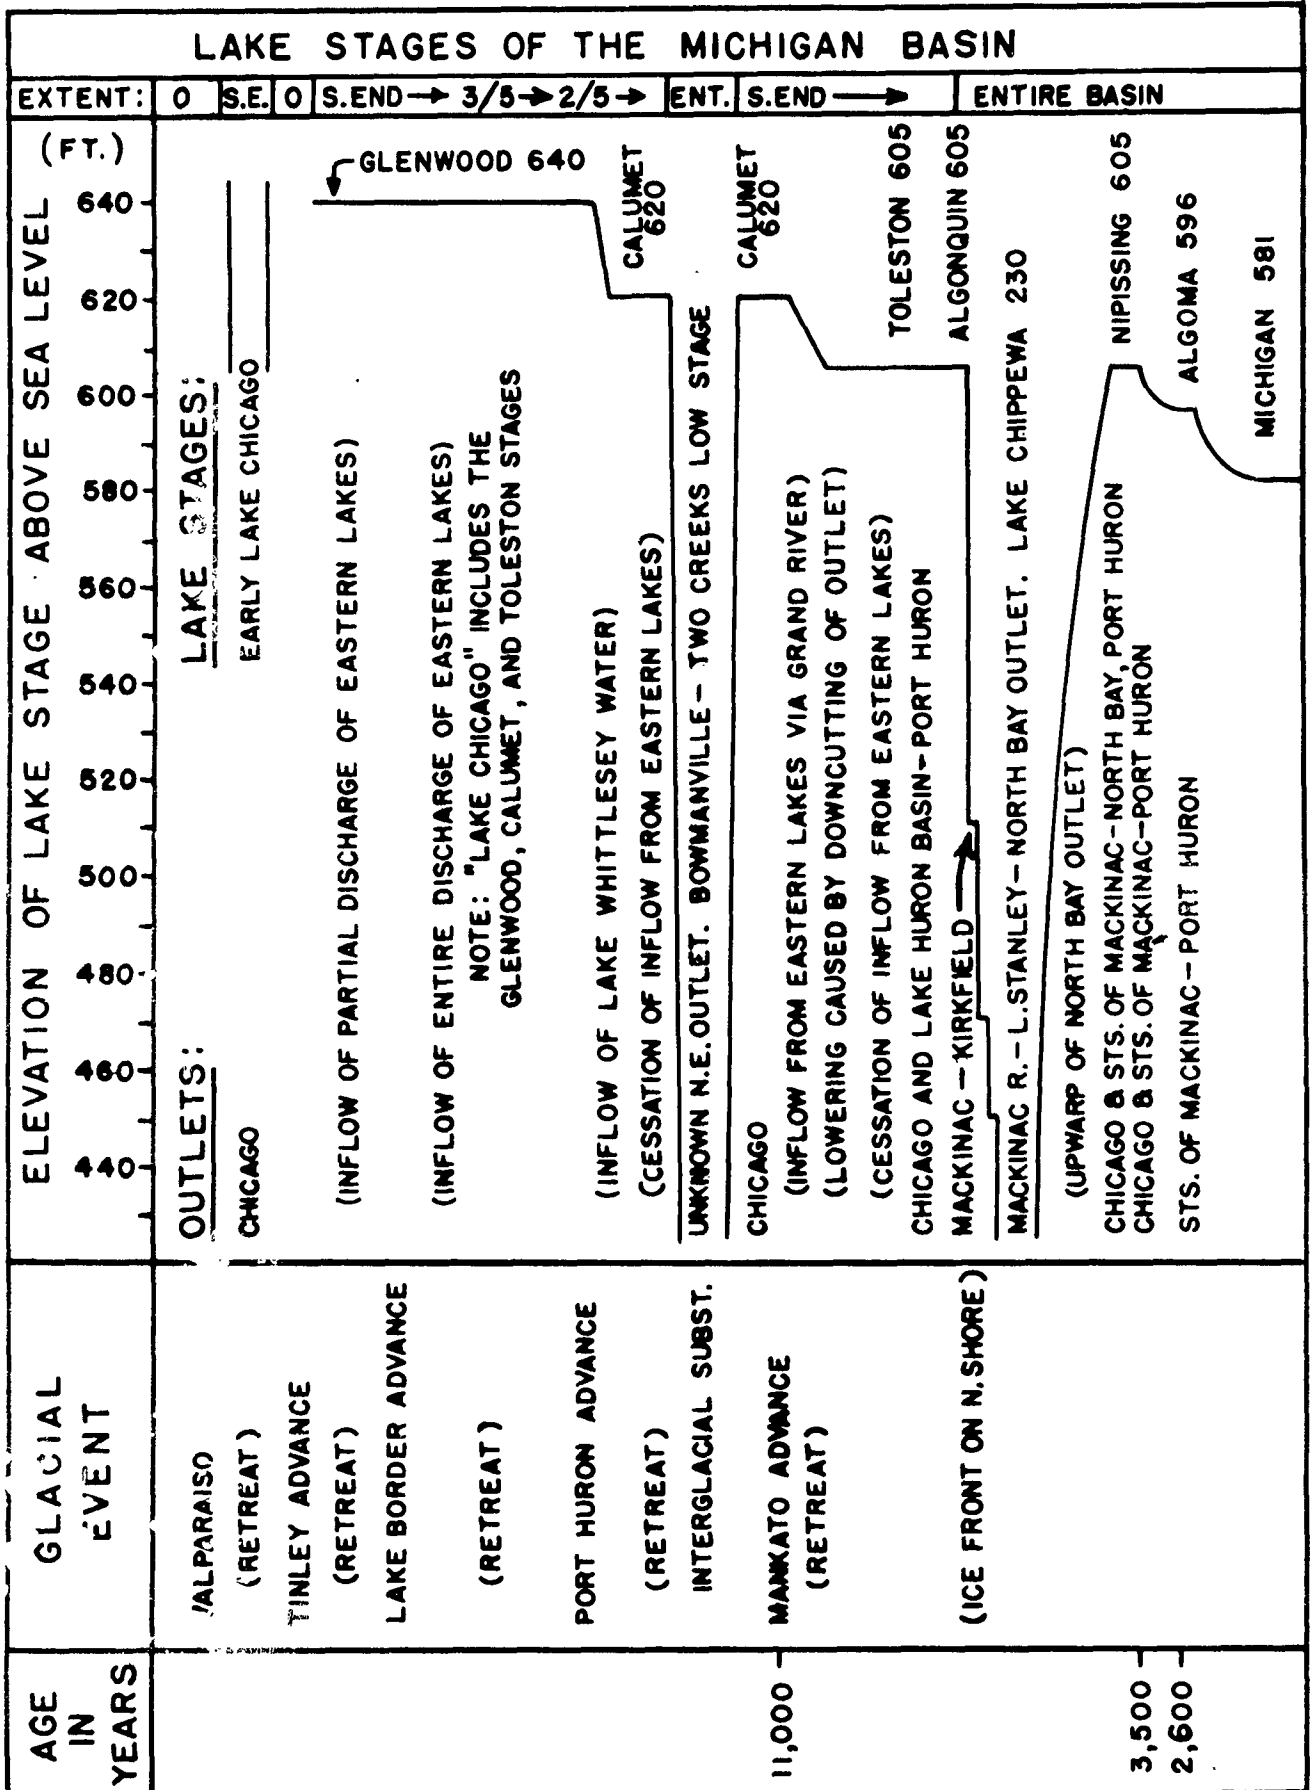 LAKE STAGES OF THE MICHIGAN BASIN
EXTENT: O S.E. O S.END→ 3/5→ 2/5→ ENT. S.END→ ENTIRE BASIN
ELEVATION OF LAKE STAGE ABOVE SEA LEVEL
(FT.)
640
620
600
580
560
540
520
500
480
460
440
LAKE STAGES:
EARLY LAKE CHICAGO
GLENWOOD 640
CALUMET
620
CALUMET
620
TOLESTON 605
ALGONQUIN 605
NIPISSING 605
ALGOMA 596
MICHIGAN 581
OUTLETS:
CHICAGO
(INFLOW OF PARTIAL DISCHARGE OF EASTERN LAKES)
(INFLOW OF ENTIRE DISCHARGE OF EASTERN LAKES)
NOTE: "LAKE CHICAGO" INCLUDES THE
GLENWOOD, CALUMET, AND TOLESTON STAGES
(INFLOW OF LAKE WHITTLESEY WATER)
(CESSATION OF INFLOW FROM EASTERN LAKES)
UNKNOWN N.E. OUTLET. BOWMANVILLE-TWO CREEKS LOW STAGE
CHICAGO
(INFLOW FROM EASTERN LAKES VIA GRAND RIVER)
(LOWERING CAUSED BY DOWNCUTTING OF OUTLET)
(CESSATION OF INFLOW FROM EASTERN LAKES)
CHICAGO AND LAKE HURON BASIN-PORT HURON
MACKINAC-KIRKFIELD→
MACKINAC R.-L.STANLEY-NORTH BAY OUTLET. LAKE CHIPPEWA 230
(UPWARP OF NORTH BAY OUTLET)
CHICAGO & STS. OF MACKINAC-NORTH BAY, PORT HURON
CHICAGO & STS. OF MACKINAC-PORT HURON
STS. OF MACKINAC-PORT HURON
GLACIAL
EVENT
VALPARAISO
(RETREAT)
TINLEY ADVANCE
(RETREAT)
LAKE BORDER ADVANCE
(RETREAT)
PORT HURON ADVANCE
(RETREAT)
INTERGLACIAL SUBST.
MANKATO ADVANCE
(RETREAT)
(ICE FRONT ON N. SHORE)
AGE
IN
YEARS
11,000
3,500
2,600